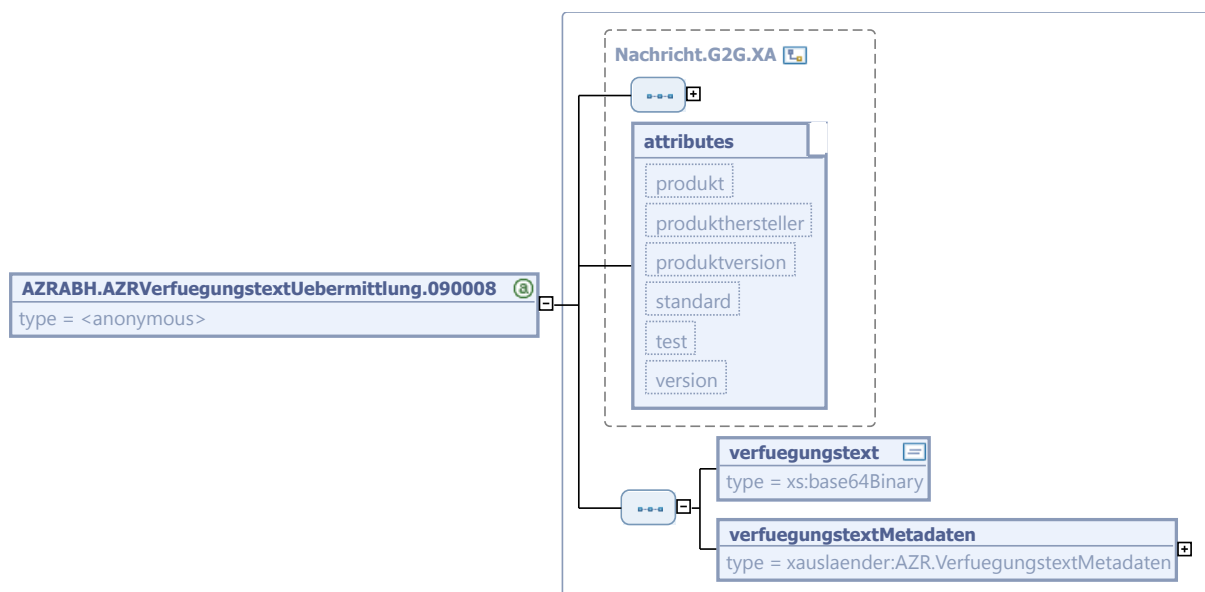 Nachricht.G2G.XA
attributes
produkt
produkthersteller
produktversion
standard
test
version
AZRABH.AZRVerfuegungstextUebermittlung.090008
type = <anonymous>
verfuegungstext
type = xs:base64Binary
verfuegungstextMetadaten
type = xauslaender:AZR.VerfuegungstextMetadaten